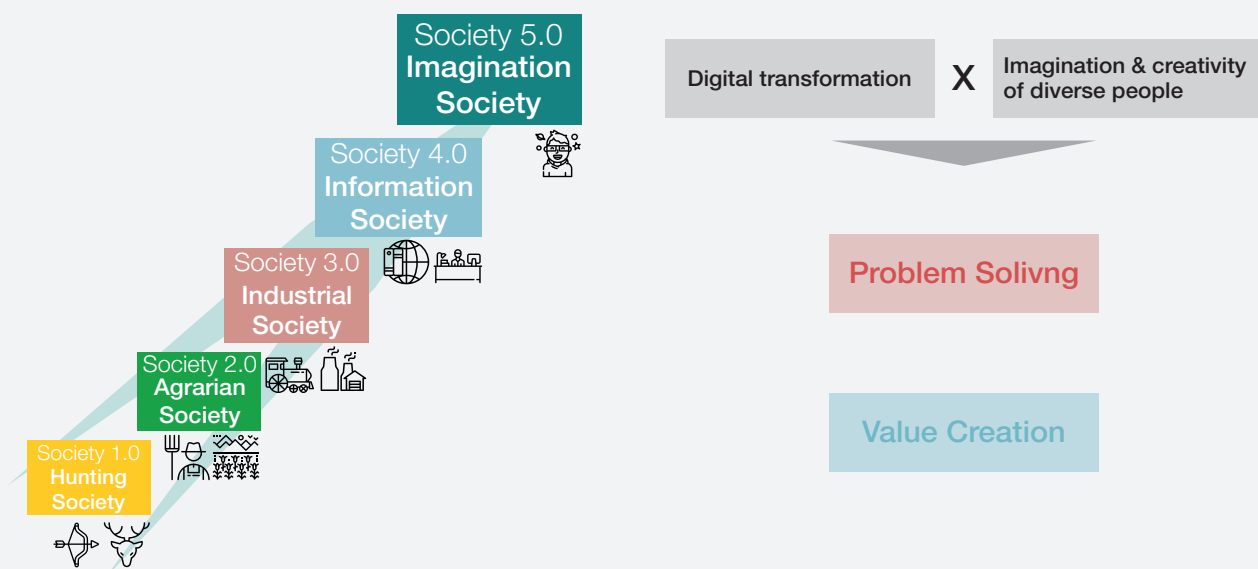 Society 5.0
Imagination
Society
Society 4.0
Information
Society
Society 3.0
Industrial
Society
Society 2.0
Agrarian
Society
Society 1.0
Hunting
Society
Digital transformation
X
Imagination & creativity
of diverse people
Problem Solivng
Value Creation